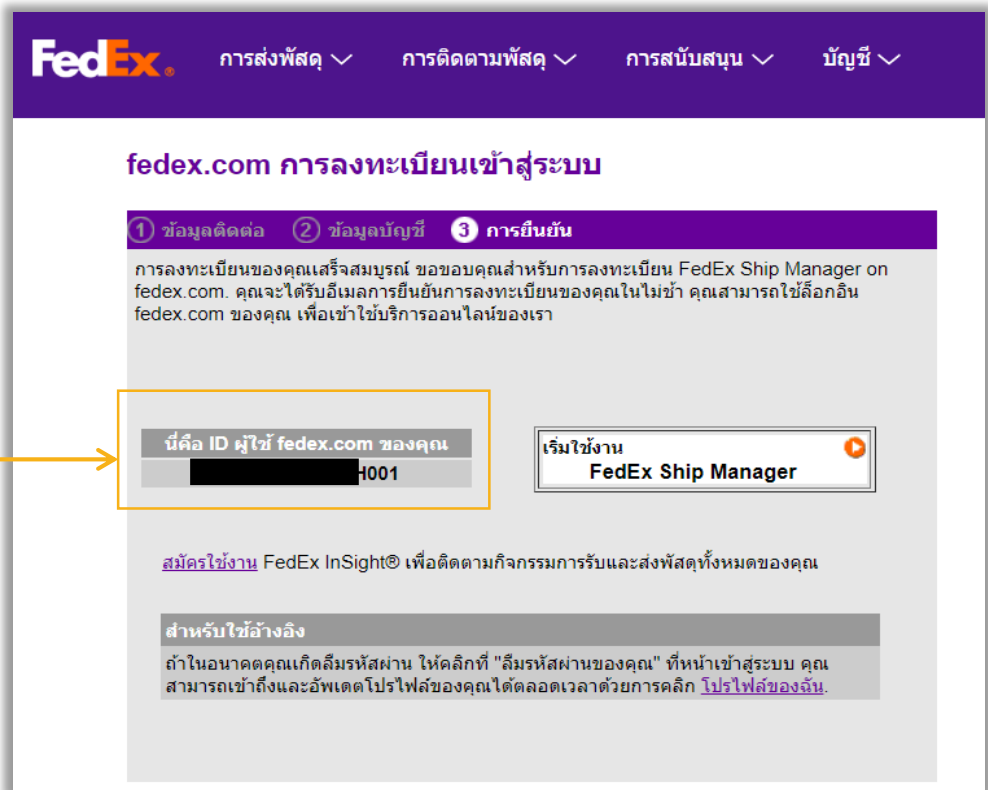 FedEx®
การส่งพัสดุ การติดตามพัสดุ การสนับสนุน บัญชี
fedex.com การลงทะเบียนเข้าสู่ระบบ
1 ข้อมูลติดต่อ 2 ข้อมูลบัญชี 3 การยืนยัน
การลงทะเบียนของคุณเสร็จสมบูรณ์ ขอขอบคุณสำหรับการลงทะเบียน FedEx Ship Manager on
fedex.com. คุณจะได้รับอีเมลการยืนยันการลงทะเบียนของคุณในไม่ช้า คุณสามารถใช้ล็อกอิน
fedex.com ของคุณ เพื่อเข้าใช้บริการออนไลน์ของเรา
นี่คือ ID ผู้ใช้ fedex.com ของคุณ
H001
เริ่มใช้งาน
FedEx Ship Manager
สมัครใช้งาน FedEx InSight® เพื่อติดตามกิจกรรมการรับและส่งพัสดุทั้งหมดของคุณ
สำหรับใช้อ้างอิง
ถ้าในอนาคตคุณเกิดลืมรหัสผ่าน ให้คลิกที่ "ลืมรหัสผ่านของคุณ" ที่หน้าเข้าสู่ระบบ คุณ
สามารถเข้าถึงและอัพเดตโปรไฟล์ของคุณได้ตลอดเวลาด้วยการคลิก โปรไฟล์ของฉัน.